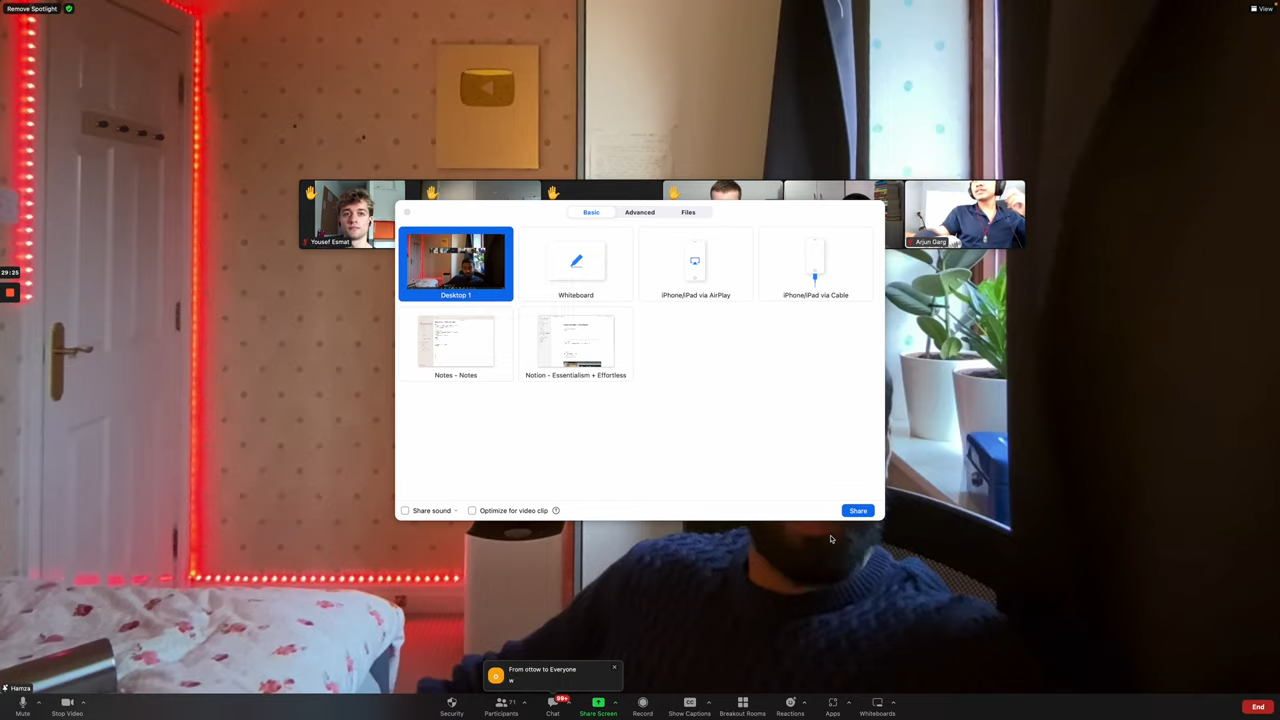 Remove Spotlight
View
Yousef Esmat
Arjun Garg
29:25
Basic
Advanced
Files
Desktop 1
Whiteboard
iPhone/iPad via AirPlay
iPhone/iPad via Cable
Notes - Notes
Notion - Essentialism + Effortless
Share sound
Optimize for video clip
Share
From ottow to Everyone
w
Hamza
Mute
Stop Video
Security
Participants
71
Chat
99+
Share Screen
Record
CC
Show Captions
Breakout Rooms
Reactions
Apps
Whiteboards
End